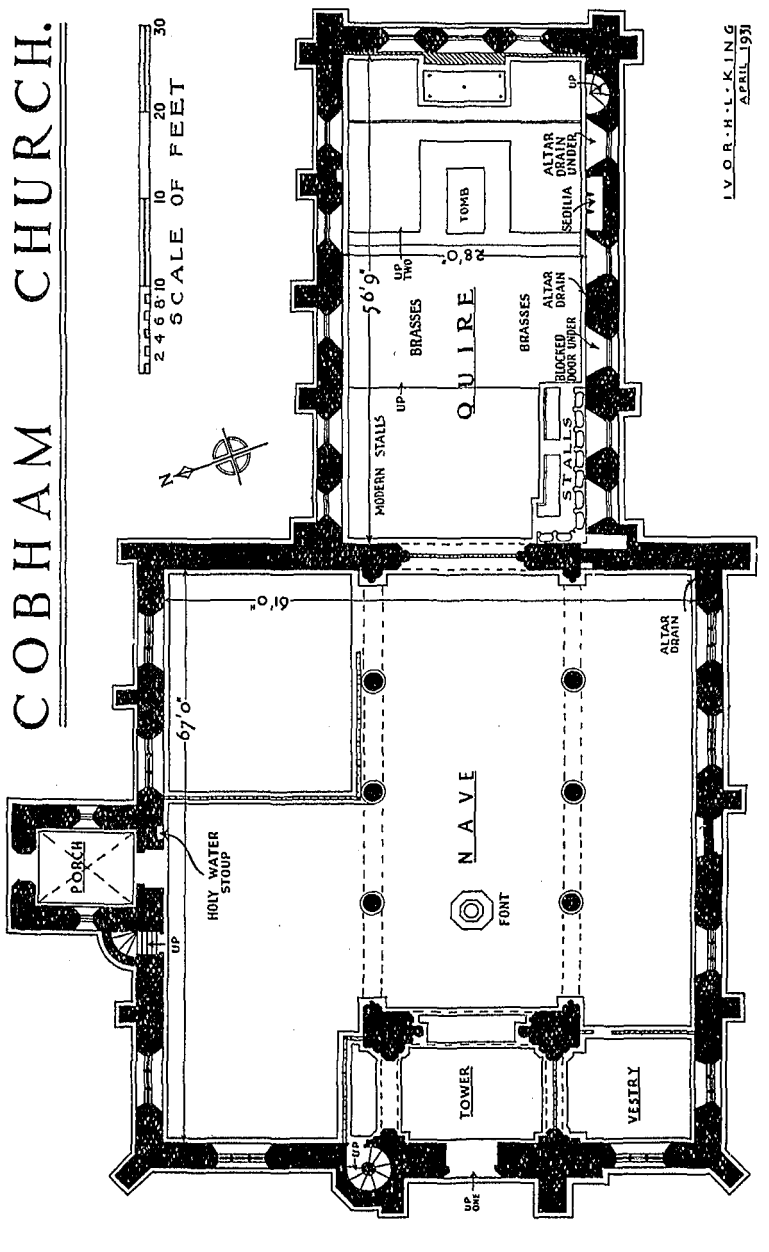 COBHAM CHURCH.
2 4 6 8·10 10 20 30
SCALE OF FEET
IVOR·H·L·KING
APRIL 1931
N
UP
ALTAR
DRAIN
UNDER
SEDILIA
TOMB
UP
TWO
28'0"
56'9"
BRASSES
QUIRE
BRASSES
ALTAR
DRAIN
BLOCKED
DOOR UNDER
UP
MODERN STALLS
STALLS
61'0"
67'0"
ALTAR
DRAIN
PORCH
HOLY WATER
STOUP
UP
NAVE
FONT
TOWER
VESTRY
UP
UP
ONE